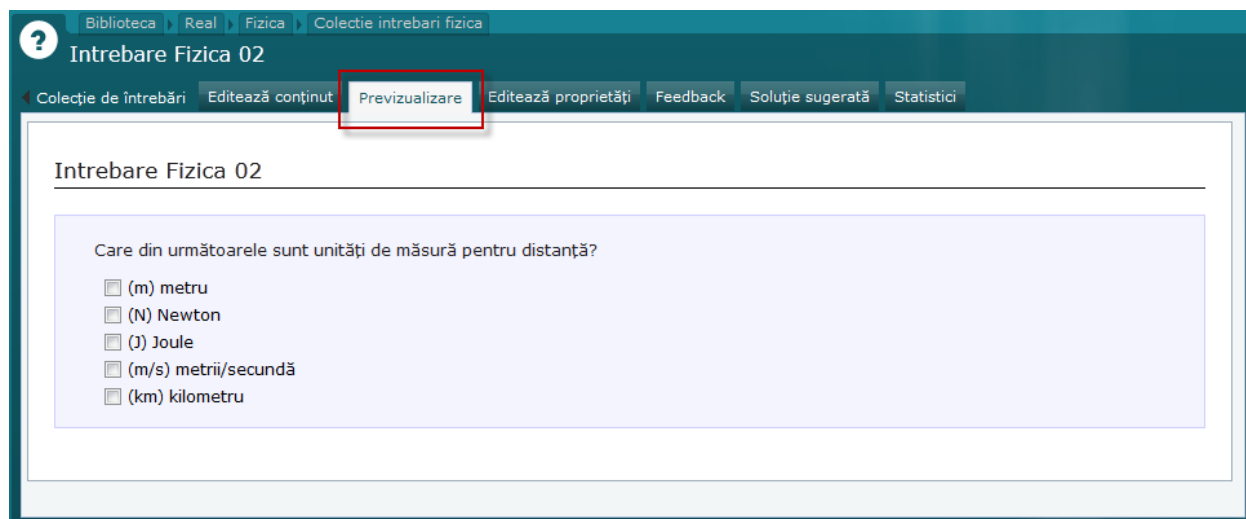 Biblioteca Real Fizica Colectie intrebari fizica
?
Intrebare Fizica 02
Colecție de întrebări Editează conținut Previzualizare Editează proprietăți Feedback Soluție sugerată Statistici
Intrebare Fizica 02
Care din următoarele sunt unități de măsură pentru distanță?
(m) metru
(N) Newton
(J) Joule
(m/s) metrii/secundă
(km) kilometru